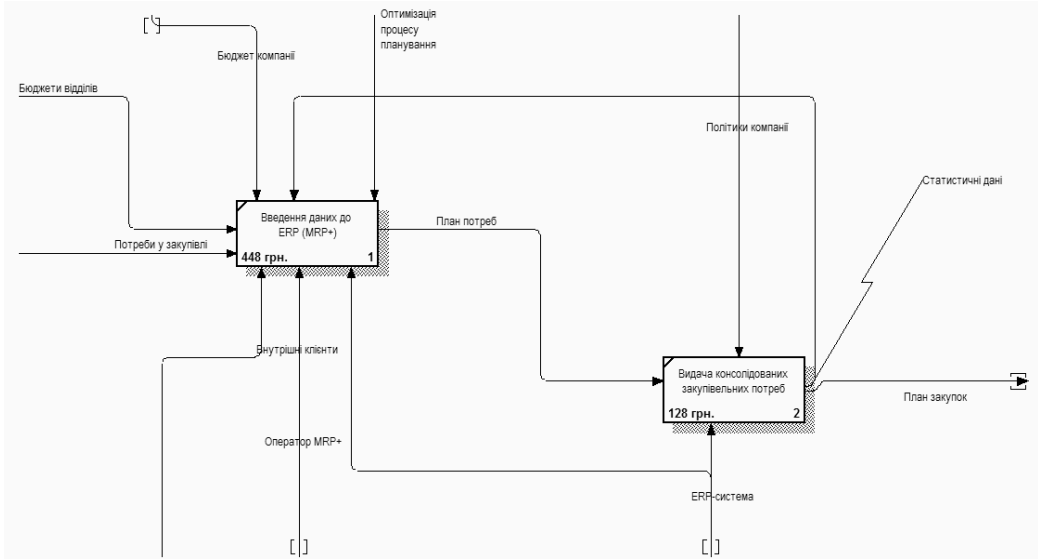 Оптимізація
процесу
планування
Бюджет компанії
Бюджети відділів
Політики компанії
Статистичні дані
Введення даних до
ERP (MRP+)
448 грн. 1
План потреб
Потреби у закупівлі
Внутрішні клієнти
Видача консолідованих
закупівельних потреб
128 грн. 2
План закупок
Оператор MRP+
ERP-система